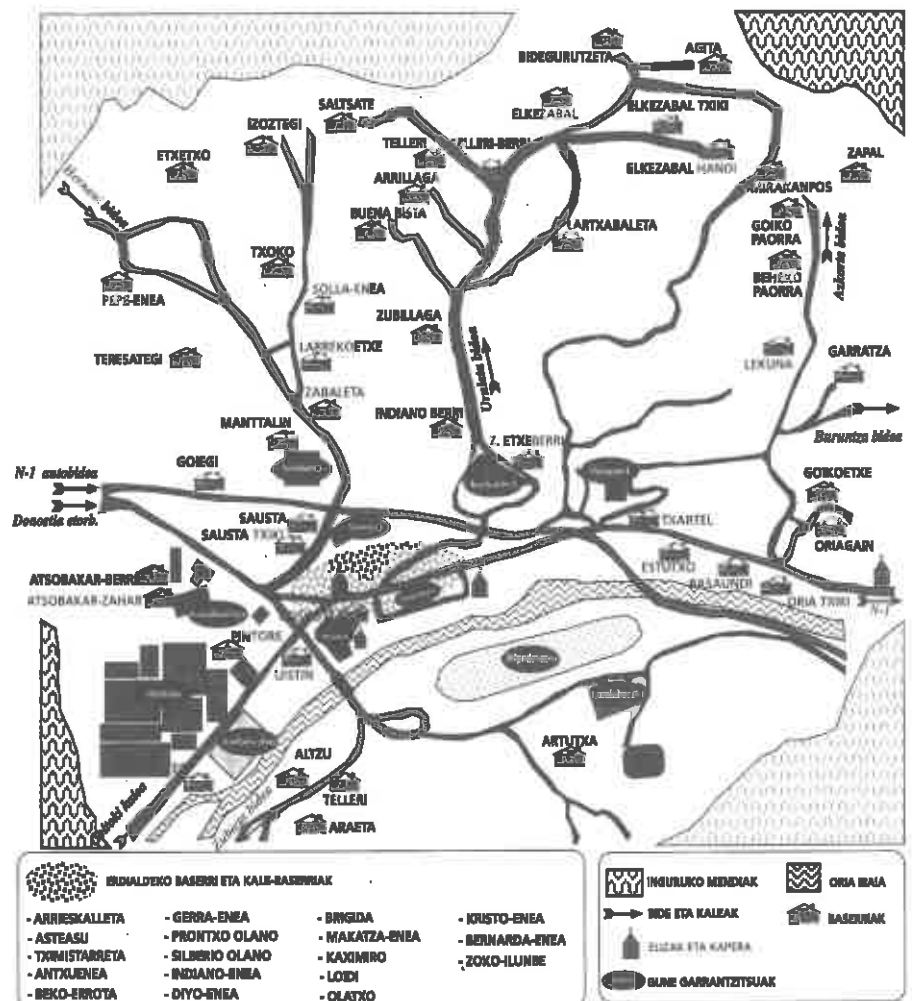 BIDEGURUTZETA
AGITA
ELKEZABAL
ELKEZABAL TXIKI
SALTSATE
IZOZTEGI
TELLERI
ETXETXO
ARRILLAGA
ELKEZABAL HANDI
ZAPAL
BUENA BISTA
LARTXABALETA
GOIKO
PAORRA
TXOKO
BEHEKO
PAORRA
Azkorte bidea
PEPE-ENEA
SOLLA-ENEA
ZUBILLAGA
TERESATEGI
LARREKOETXE
LEKUNA
GARRATZA
ZABALETA
MANTTALIN
INDIANO BERRI
Buruntza bidea
Z. ETXEBERRI
GOIEGI
N-1 autobidea
Donostia etorb.
GOIKOETXE
SAUSTA
SAUSTA TXIKI
TXARTEL
ORIAGAIN
ESTUTXO
BASAUNDI
ATSOBAKAR-BERRI
ATSOBAKAR-ZAHAR
ORIA TXIKI
N-1
USTIN
ARTUTXA
ALTZU
TELLERI
ARAETA
ERDIALDEKO BASERRI ETA KALE-BASERRIAK
- ARRIESKALLETA
- ASTEASU
- TXIMISTARRETA
- ANTXUENEA
- BEKO-ERROTA
- GERRA-ENEA
- PRONTXO OLANO
- SILBERIO OLANO
- INDIANO-ENEA
- DIYO-ENEA
- BRIGIDA
- MAKATZA-ENEA
- KAXIMIRO
- LOIDI
- OLATXO
- KRISTO-ENEA
- BERNARDA-ENEA
- ZOKO-ILUNBE
INGURUKO MENDIAK
ORIA IBAIA
BIDE ETA KALEAK
BASERRIAK
ELIZAK ETA KAPERA
GUNE GARRANTZITSUAK